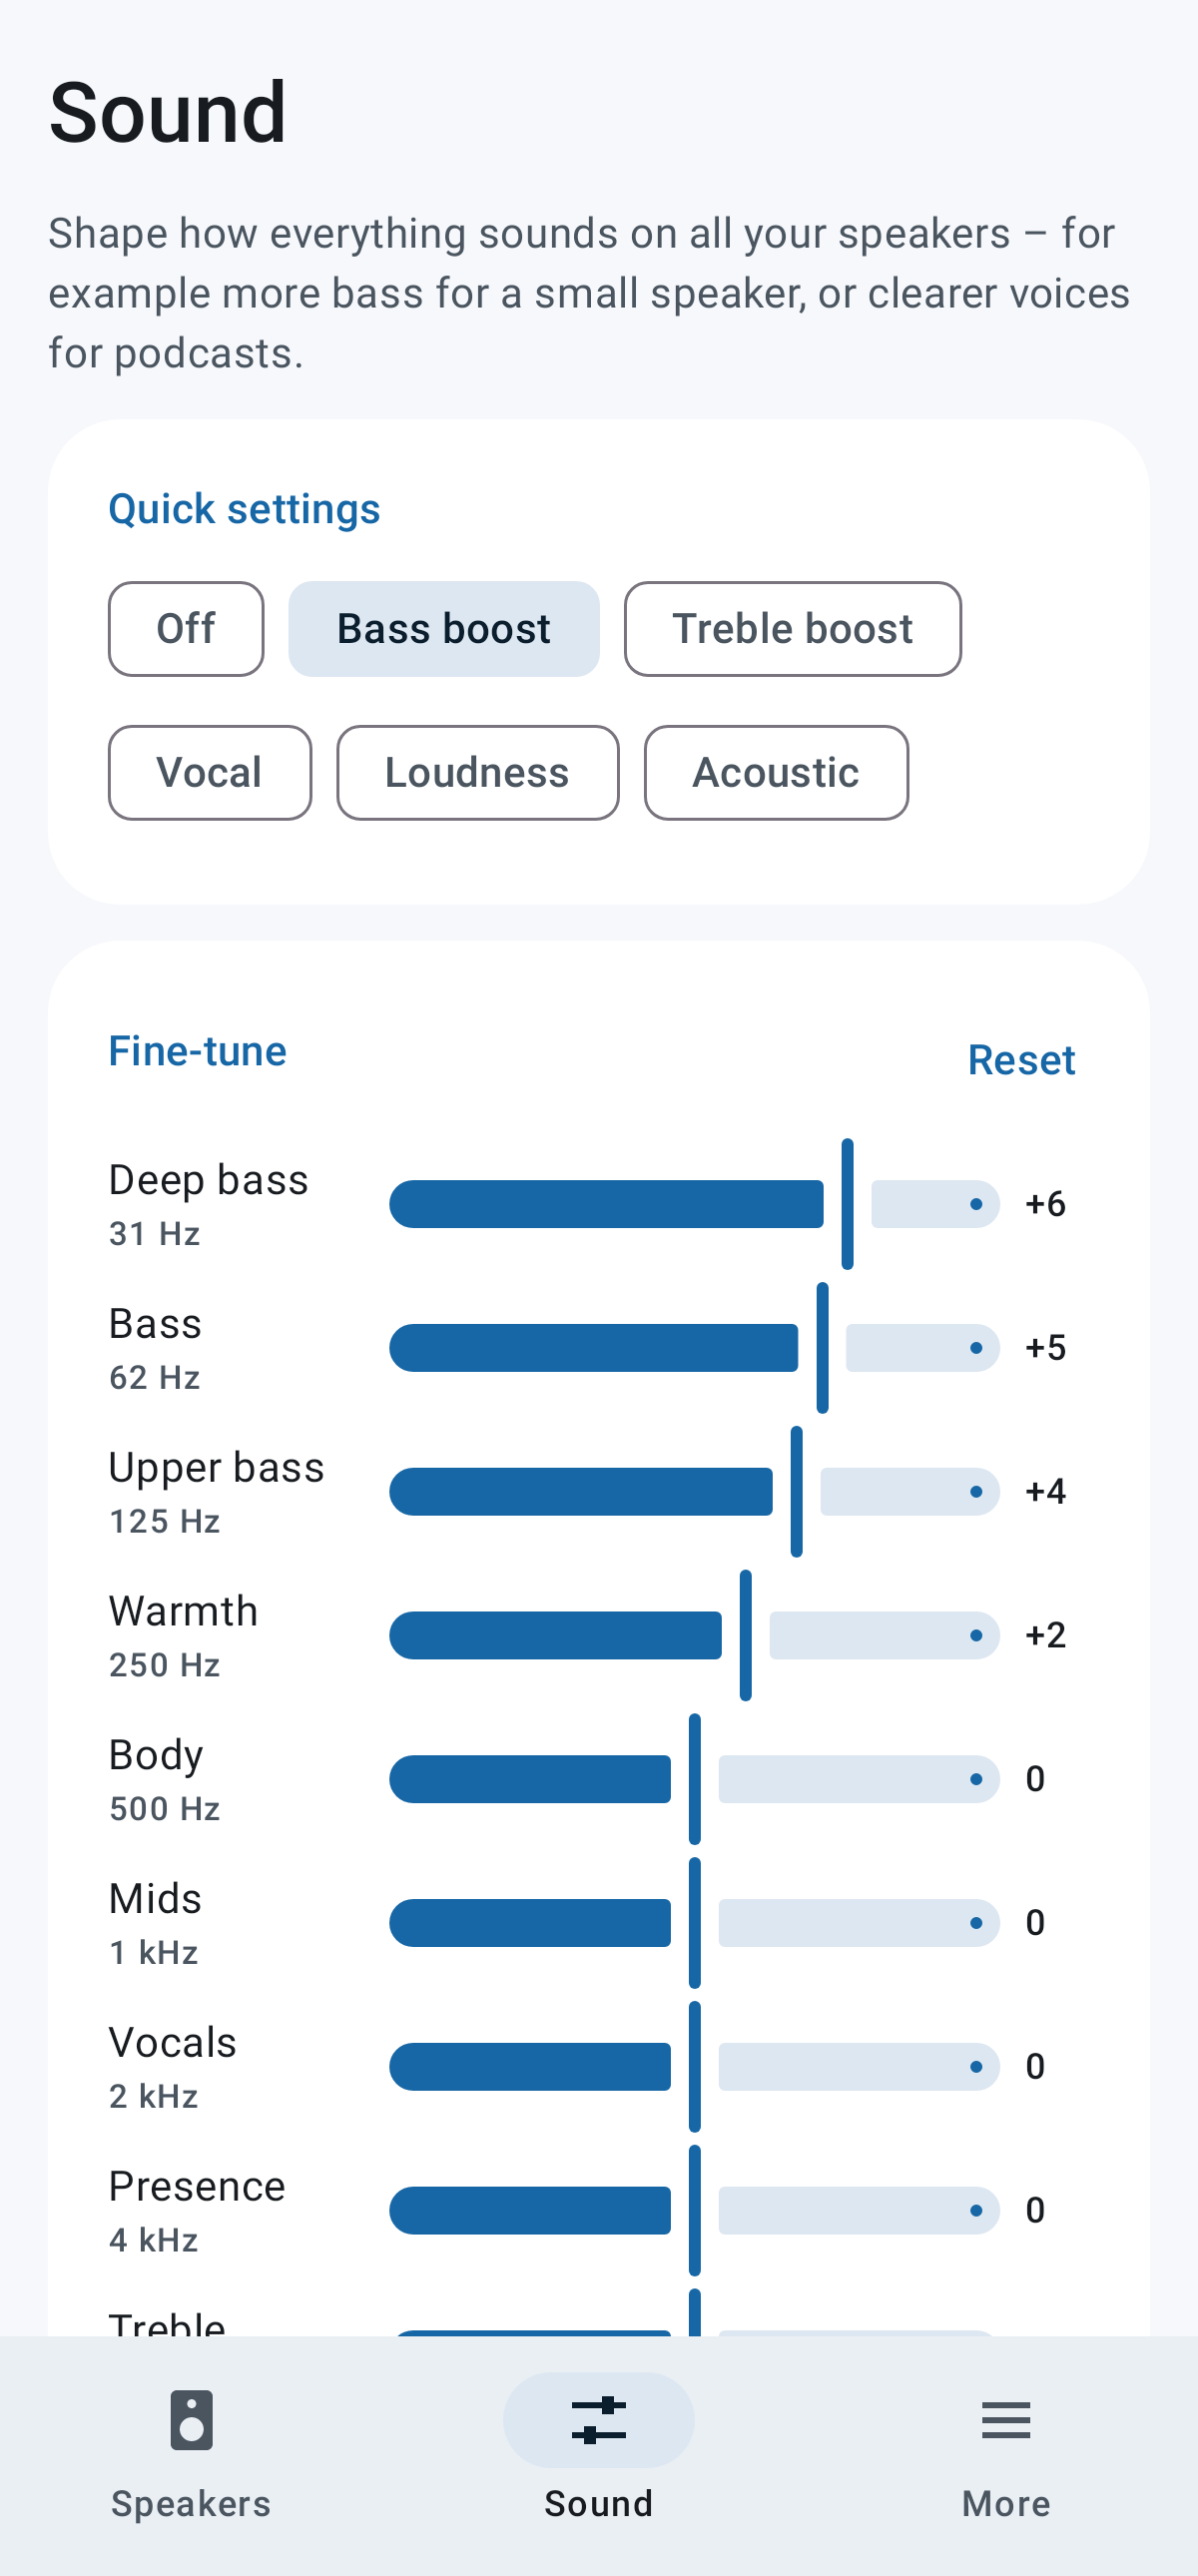 Sound
Shape how everything sounds on all your speakers – for
example more bass for a small speaker, or clearer voices
for podcasts.
Quick settings
Off
Bass boost
Treble boost
Vocal
Loudness
Acoustic
Fine-tune
Reset
Deep bass
31 Hz
+6
Bass
62 Hz
+5
Upper bass
125 Hz
+4
Warmth
250 Hz
+2
Body
500 Hz
0
Mids
1 kHz
0
Vocals
2 kHz
0
Presence
4 kHz
0
Treble
Speakers
Sound
More